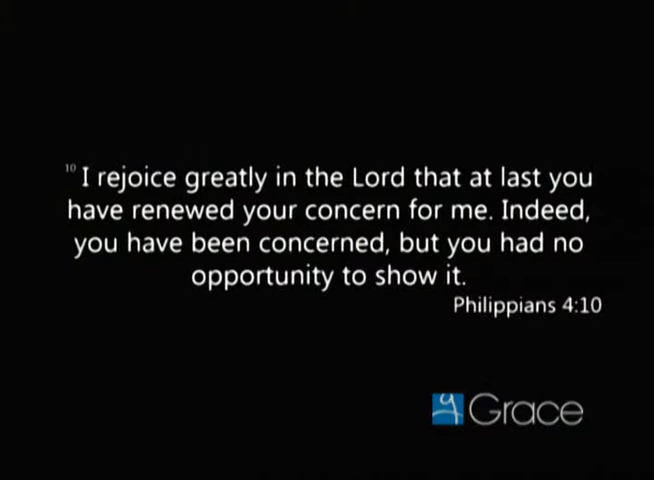 10 I rejoice greatly in the Lord that at last you
have renewed your concern for me. Indeed,
you have been concerned, but you had no
opportunity to show it.
Philippians 4:10
Grace